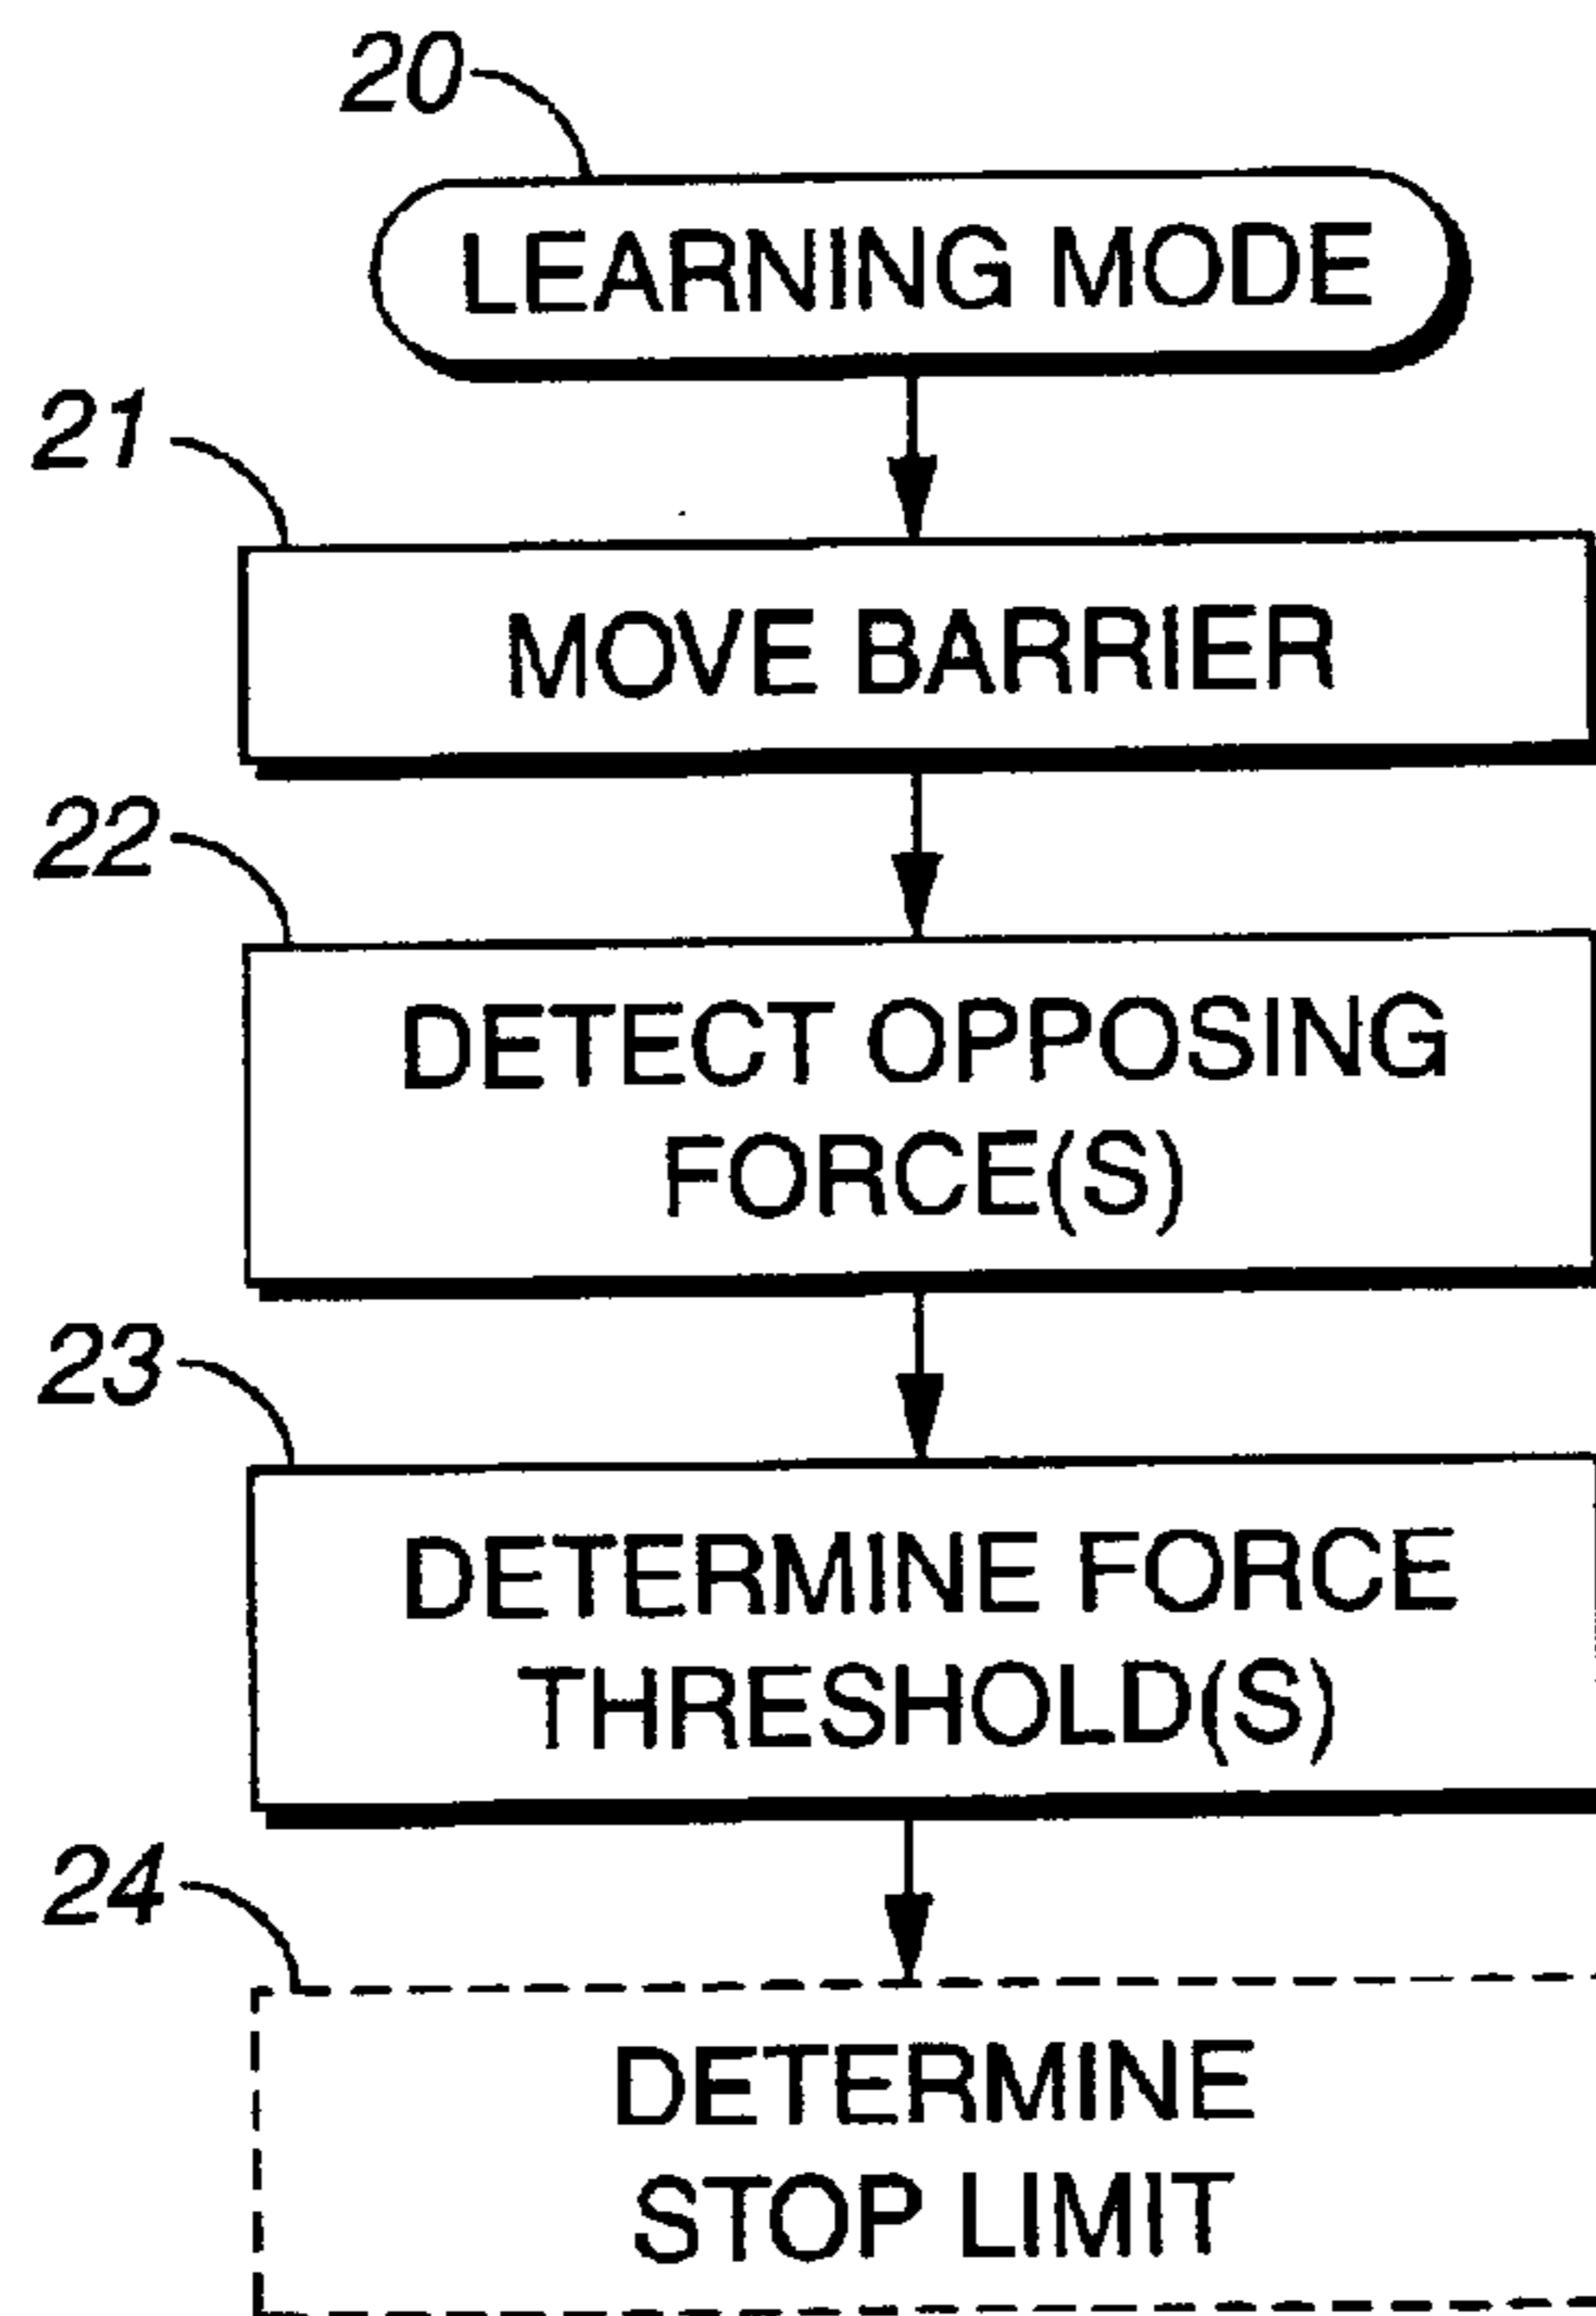 20
LEARNING MODE
21
MOVE BARRIER
22
DETECT OPPOSING
FORCE(S)
23
DETERMINE FORCE
THRESHOLD(S)
24
DETERMINE
STOP LIMIT